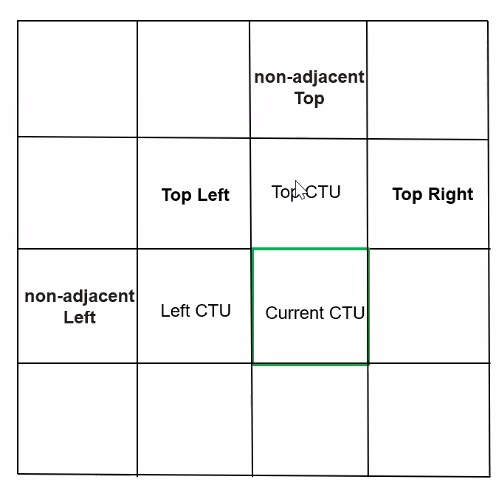 non-adjacent
Top
Top Left
Top CTU
Top Right
non-adjacent
Left
Left CTU
Current CTU